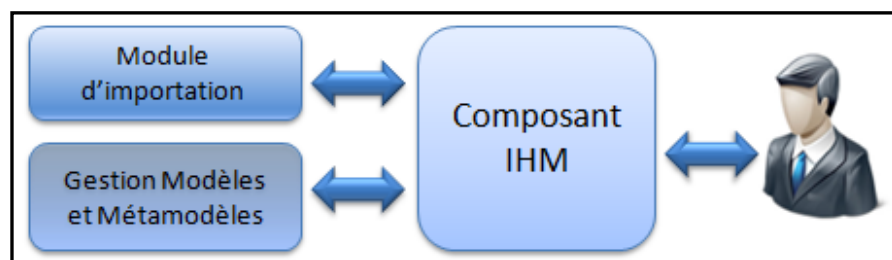 Module
d'importation
Gestion Modèles
et Métamodèles
Composant
IHM